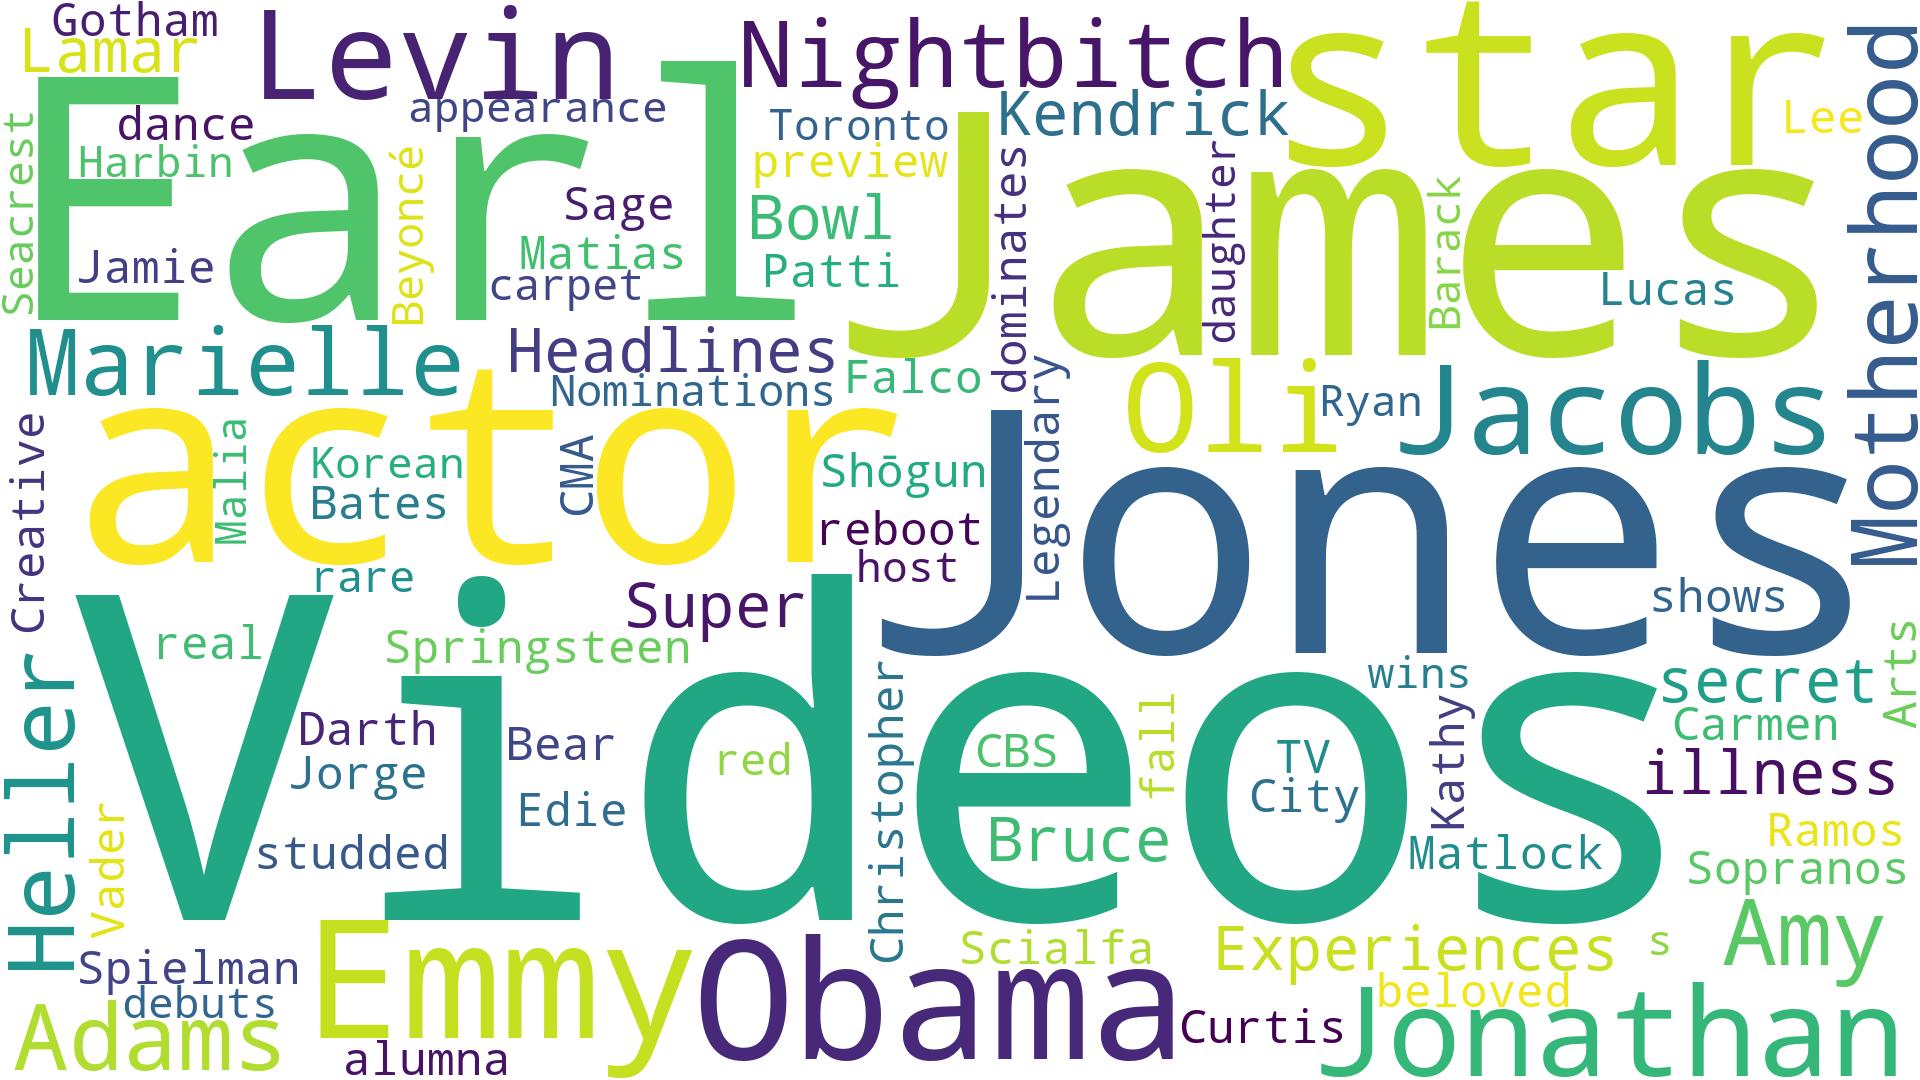 Gotham
Lamar
Levin
Nightbitch
star
Motherhood
Earl
dance
appearance
Harbin
Seacrest
Beyoncé
Toronto
Kendrick
Lee
preview
James
Sage
Matias
Jamie
carpet
Bowl
Patti
dominates
daughter
Barack
Lucas
Marielle
Headlines
Nominations
Falco
Legendary
Oli
Ryan
Jacobs
actor
Creative
Malia
Korean
Bates
CMA
Shōgun
reboot
host
Jones
rare
Super
shows
Videos
real
Springsteen
Christopher
wins
secret
Arts
Heller
Darth
Jorge
Bear
Edie
red
CBS
fall
TV
City
Kathy
Carmen
illness
Vader
studded
Bruce
Matlock
Ramos
Sopranos
Spielman
debuts
Emmy
Obama
Scialfa
Experiences
s
Amy
beloved
Adams
alumna
Curtis
Jonathan